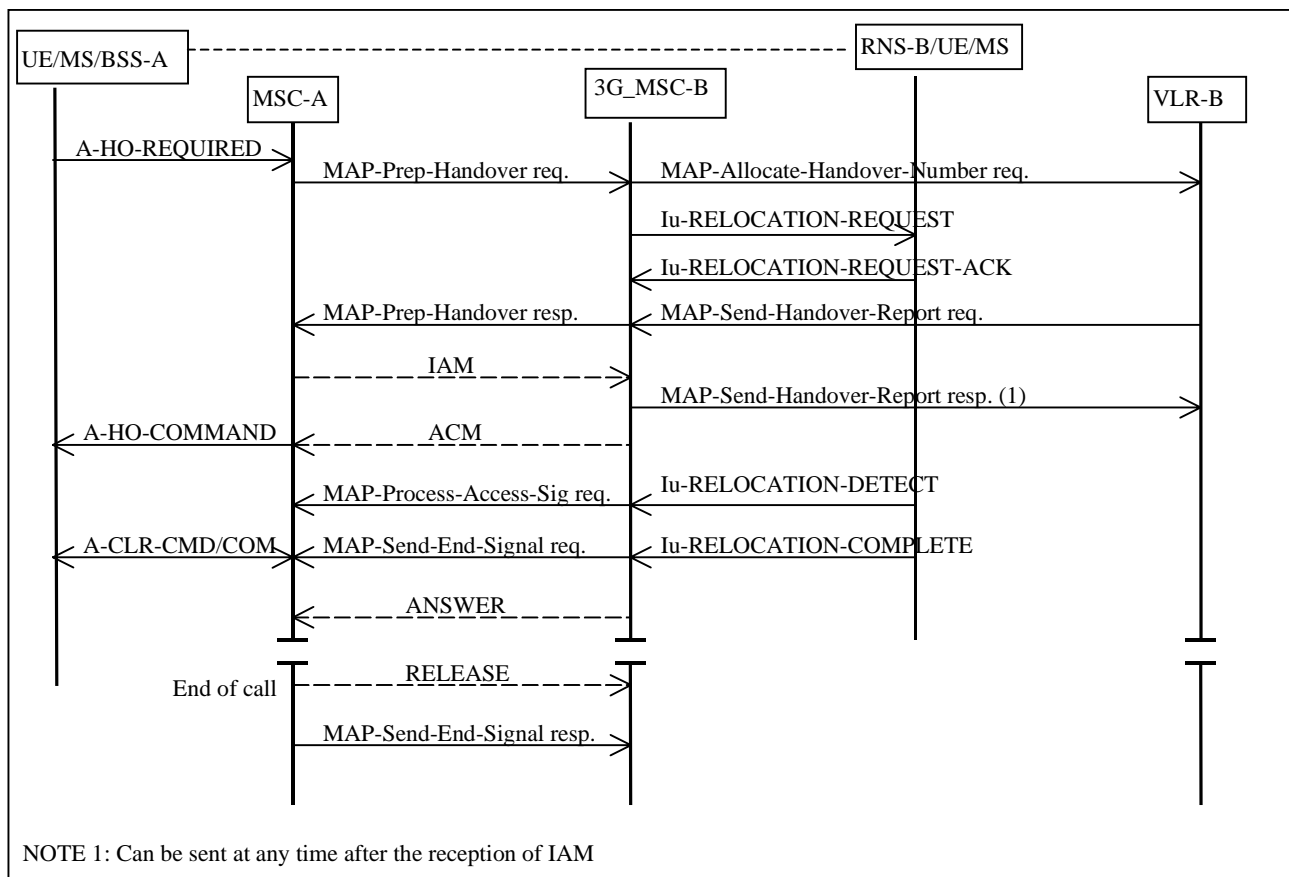 UE/MS/BSS-A
RNS-B/UE/MS
MSC-A
3G_MSC-B
VLR-B
A-HO-REQUIRED
MAP-Prep-Handover req.
MAP-Allocate-Handover-Number req.
Iu-RELOCATION-REQUEST
Iu-RELOCATION-REQUEST-ACK
MAP-Prep-Handover resp.
MAP-Send-Handover-Report req.
IAM
MAP-Send-Handover-Report resp. (1)
A-HO-COMMAND
ACM
Iu-RELOCATION-DETECT
MAP-Process-Access-Sig req.
A-CLR-CMD/COM
MAP-Send-End-Signal req.
Iu-RELOCATION-COMPLETE
ANSWER
RELEASE
End of call
MAP-Send-End-Signal resp.
NOTE 1: Can be sent at any time after the reception of IAM